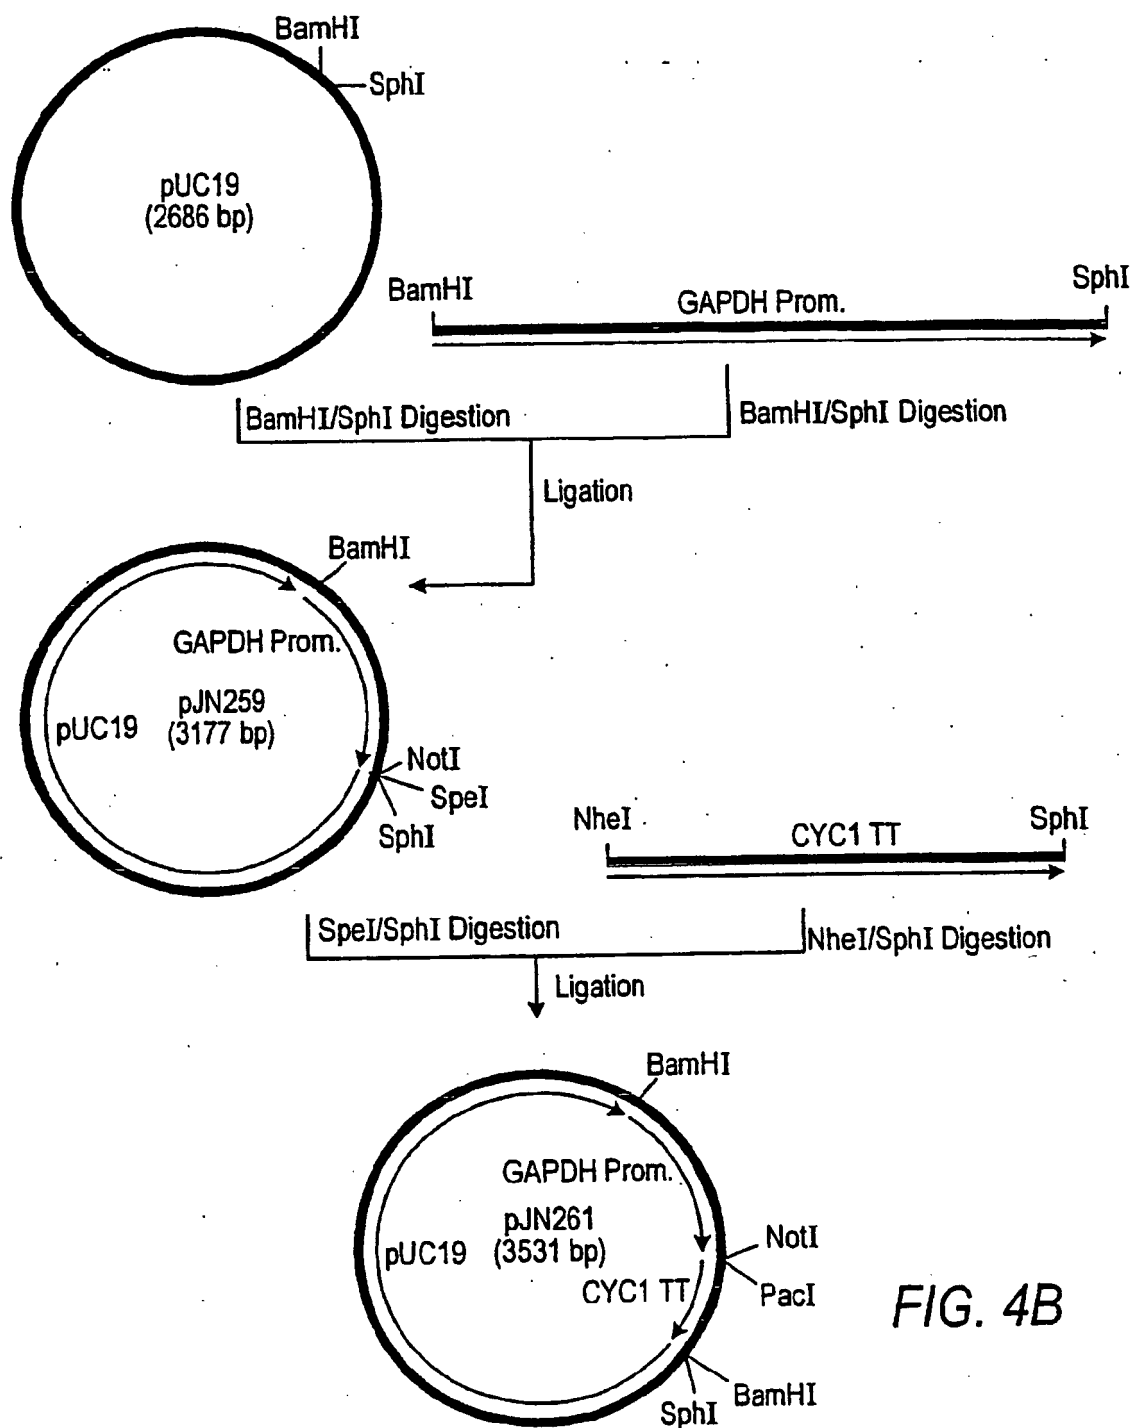 BamHI
SphI
pUC19
(2686 bp)
BamHI
GAPDH Prom.
SphI
BamHI/SphI Digestion
BamHI/SphI Digestion
Ligation
BamHI
GAPDH Prom.
pUC19
pJN259
(3177 bp)
NotI
SpeI
SphI
NheI
CYC1 TT
SphI
SpeI/SphI Digestion
NheI/SphI Digestion
Ligation
BamHI
GAPDH Prom.
pUC19
pJN261
(3531 bp)
CYC1 TT
NotI
PacI
BamHI
SphI
FIG. 4B